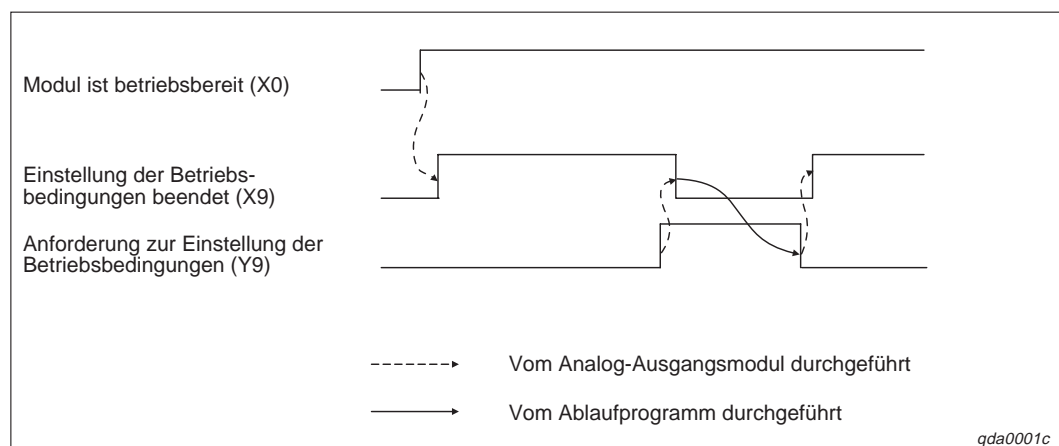 Modul ist betriebsbereit (X0)
Einstellung der Betriebs-
bedingungen beendet (X9)
Anforderung zur Einstellung der
Betriebsbedingungen (Y9)
Vom Analog-Ausgangsmodul durchgeführt
Vom Ablaufprogramm durchgeführt
qda0001c